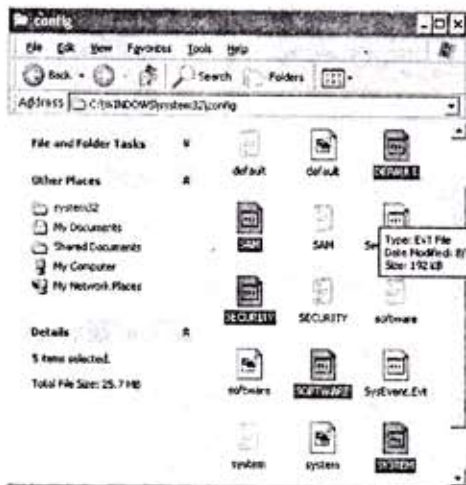 config
File Edit View Favorites Tools Help
Back Search Folders
Address C:\WINDOWS\system32\config
File and Folder Tasks
Other Places
system32
My Documents
Shared Documents
My Computer
My Network Places
Details
5 items selected.
Total File Size: 25.7 MB
default default DEFAULT
SAM SAM
Type: EVT File
Date Modified: 8/
Size: 192 KB
SECURITY SECURITY software
software SOFTWARE SysEvent.Evt
system system SYSTEM